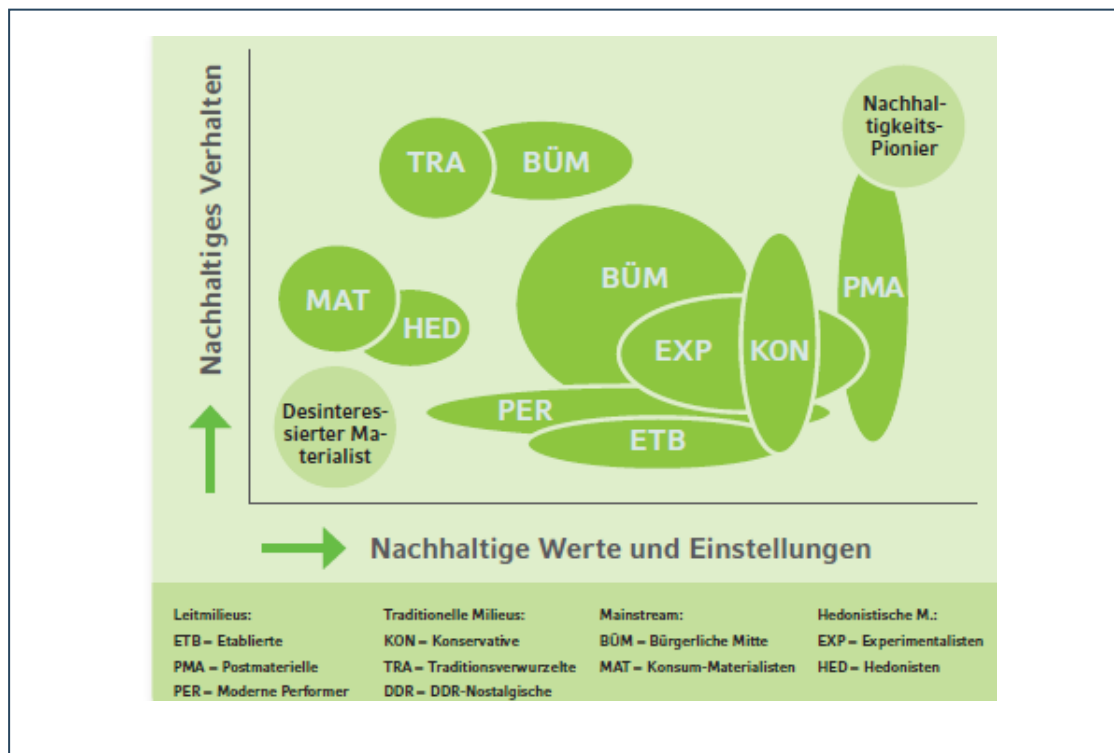 Nachhaltiges Verhalten
Nachhal-
tigkeits-
Pionier
TRA
BÜM
MAT
HED
BÜM
PMA
EXP
KON
PER
ETB
Desinteres-
sierter Ma-
terialist
Nachhaltige Werte und Einstellungen
Leitmilieus:
ETB = Etablierte
PMA = Postmaterielle
PER = Moderne Performer
Traditionelle Milieus:
KON = Konservative
TRA = Traditionsverwurzelte
DDR = DDR-Nostalgische
Mainstream:
BÜM = Bürgerliche Mitte
MAT = Konsum-Materialisten
Hedonistische M.:
EXP = Experimentalisten
HED = Hedonisten